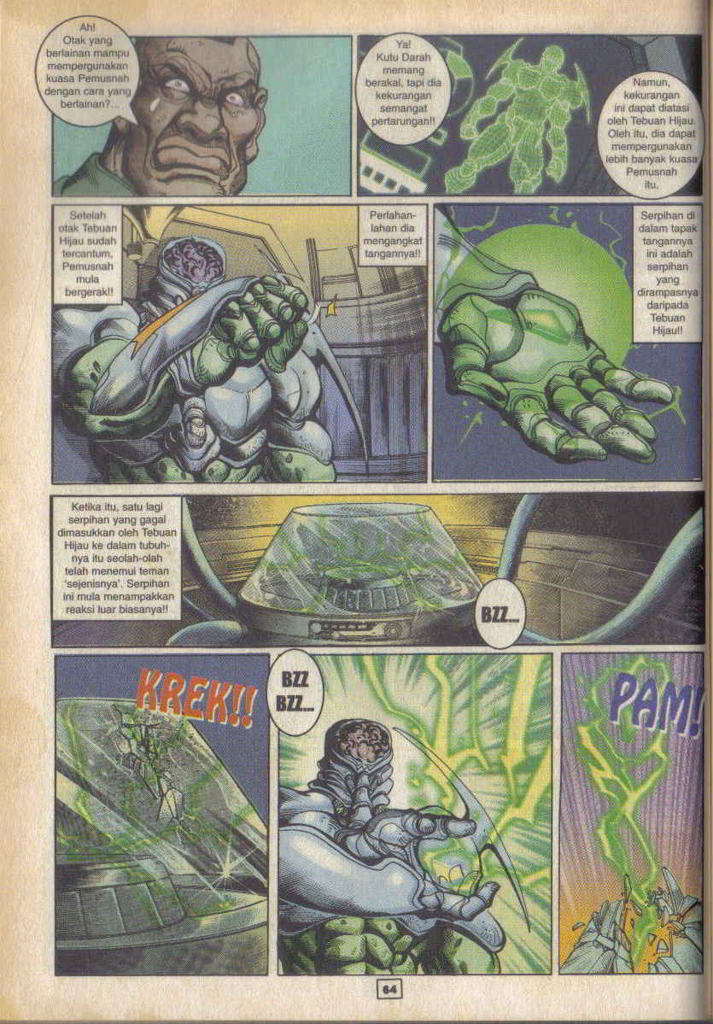 Ah!
Otak yang
berlainan mampu
mempergunakan
kuasa Pemusnah
dengan cara yang
berlainan?...
Ya!
Kutu Darah
memang
berakal, tapi dia
kekurangan
semangat
pertarungan!!
Namun,
kekurangan
ini dapat diatasi
oleh Tebuan Hijau.
Oleh itu, dia dapat
mempergunakan
lebih banyak kuasa
Pemusnah
itu.
Setelah
otak Tebuan
Hijau sudah
tercantum,
Pemusnah
mula
bergerak!!
Perlahan-
lahan dia
mengangkat
tangannya!!
Serpihan di
dalam tapak
tangannya
ini adalah
serpihan
yang
dirampasnya
daripada
Tebuan
Hijau!!
Ketika itu, satu lagi
serpihan yang gagal
dimasukkan oleh Tebuan
Hijau ke dalam tubuh-
nya itu seolah-olah
telah menemui teman
'sejenisnya'. Serpihan
ini mula menampakkan
reaksi luar biasanya!!
BZZ...
KREK!!
BZZ
BZZ...
PAM!
64